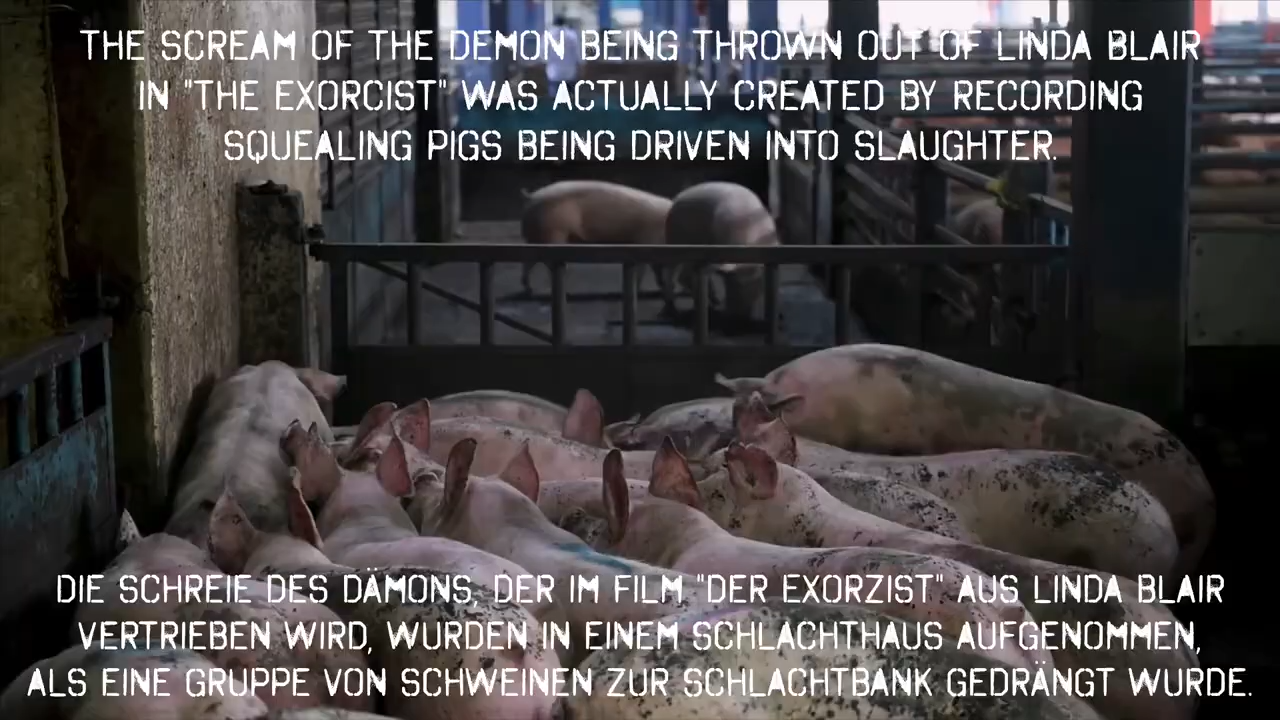 THE SCREAM OF THE DEMON BEING THROWN OUT OF LINDA BLAIR
IN "THE EXORCIST" WAS ACTUALLY CREATED BY RECORDING
SQUEALING PIGS BEING DRIVEN INTO SLAUGHTER.
DIE SCHREIE DES DÄMONS, DER IM FILM "DER EXORZIST" AUS LINDA BLAIR
VERTRIEBEN WIRD, WURDEN IN EINEM SCHLACHTHAUS AUFGENOMMEN,
ALS EINE GRUPPE VON SCHWEINEN ZUR SCHLACHTBANK GEDRÄNGT WURDE.